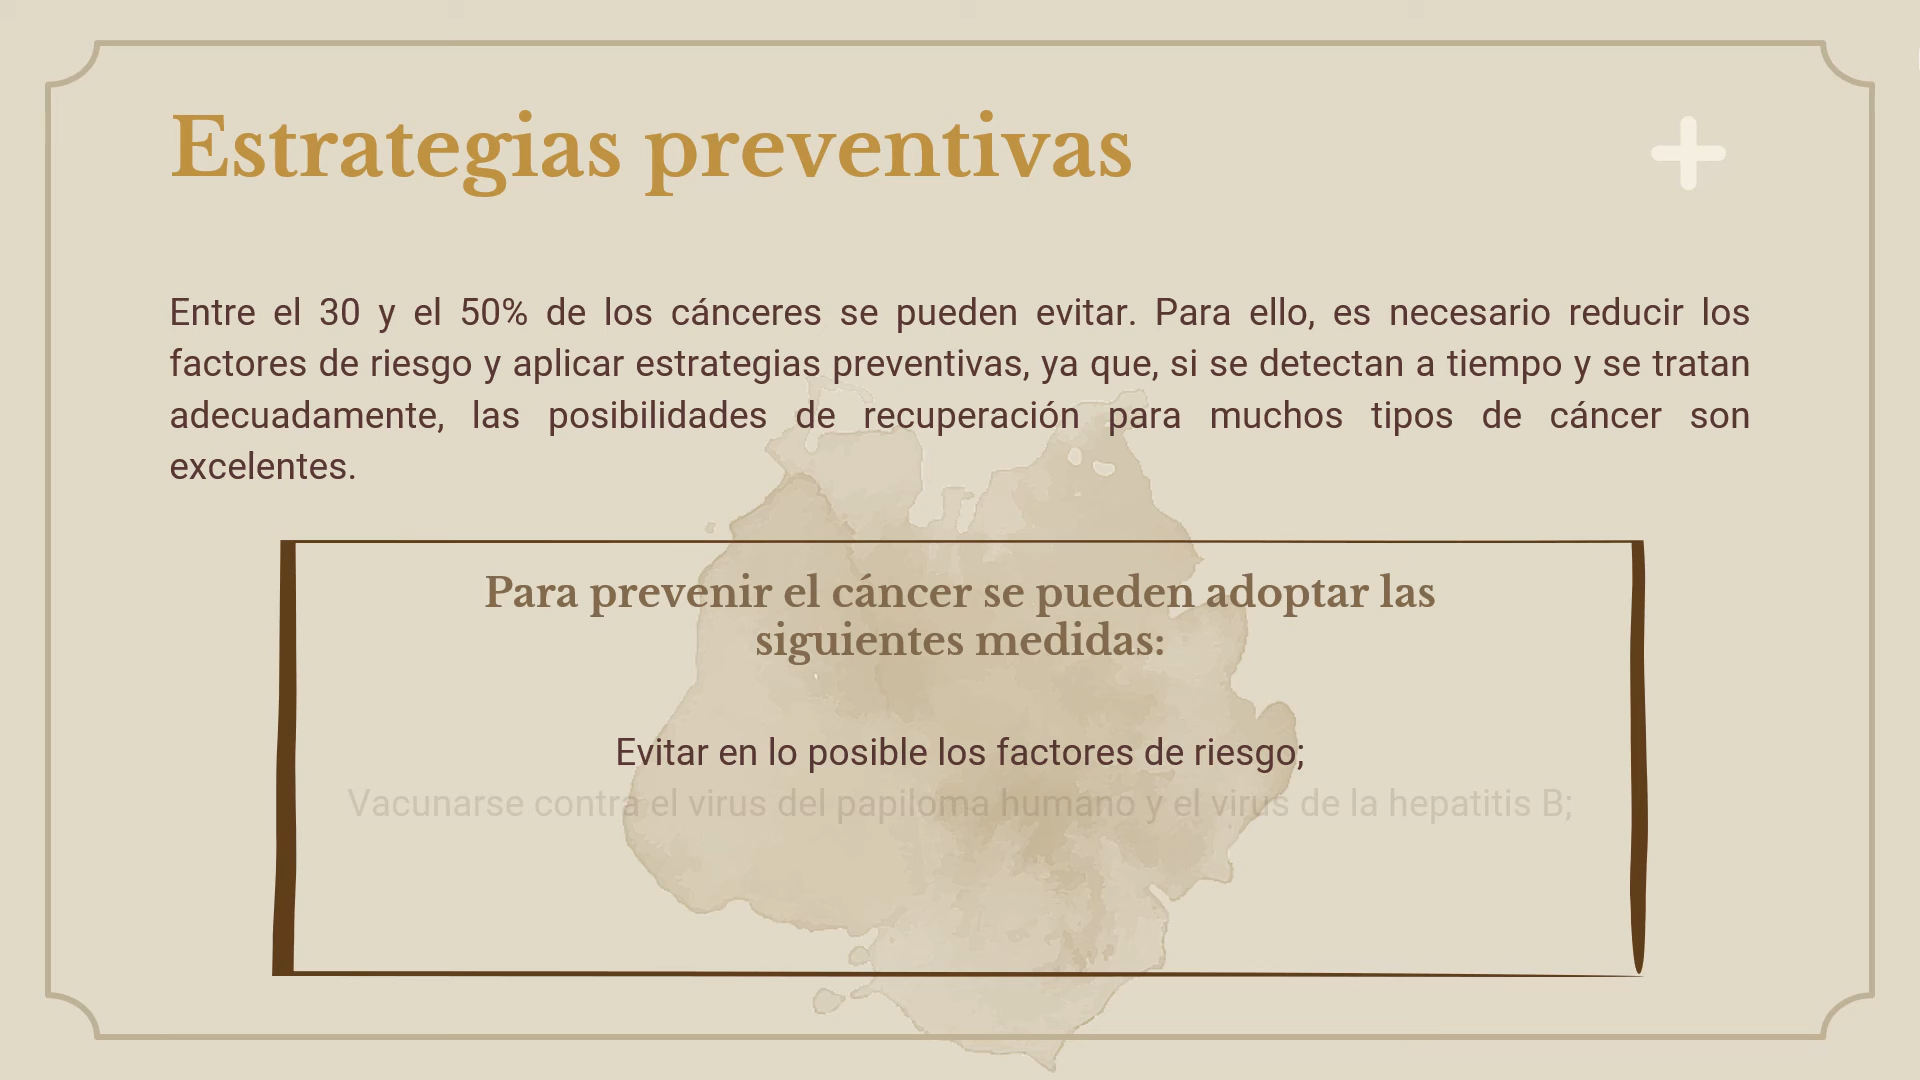 Estrategias preventivas
Entre el 30 y el 50% de los cánceres se pueden evitar. Para ello, es necesario reducir los
factores de riesgo y aplicar estrategias preventivas, ya que, si se detectan a tiempo y se tratan
adecuadamente, las posibilidades de recuperación para muchos tipos de cáncer son
excelentes.
Para prevenir el cáncer se pueden adoptar las
siguientes medidas:
Evitar en lo posible los factores de riesgo;
Vacunarse contra el virus del papiloma humano y el virus de la hepatitis B;